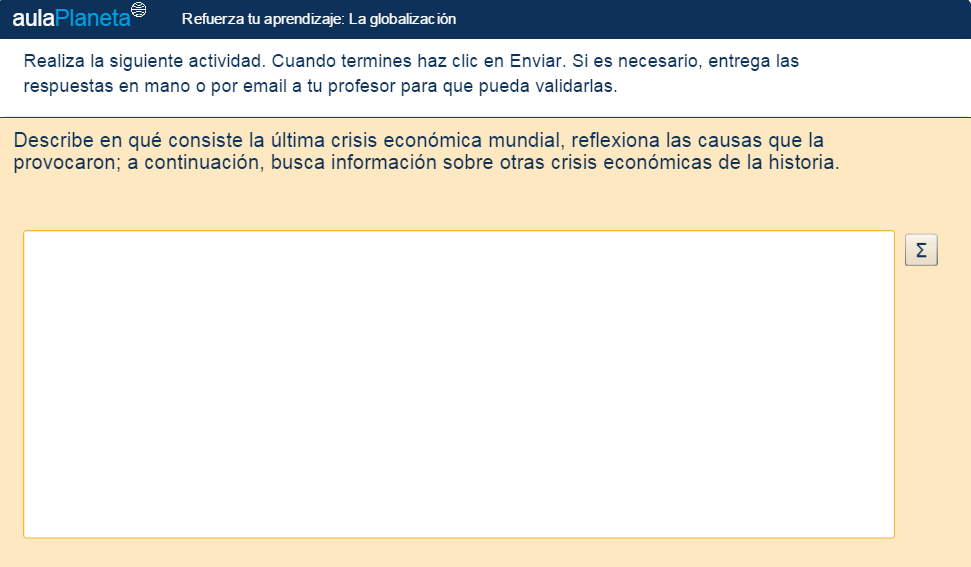 aulaPlaneta Refuerza tu aprendizaje: La globalización
Realiza la siguiente actividad. Cuando termines haz clic en Enviar. Si es necesario, entrega las
respuestas en mano o por email a tu profesor para que pueda validarlas.
Describe en qué consiste la última crisis económica mundial, reflexiona las causas que la
provocaron; a continuación, busca información sobre otras crisis económicas de la historia.
Σ